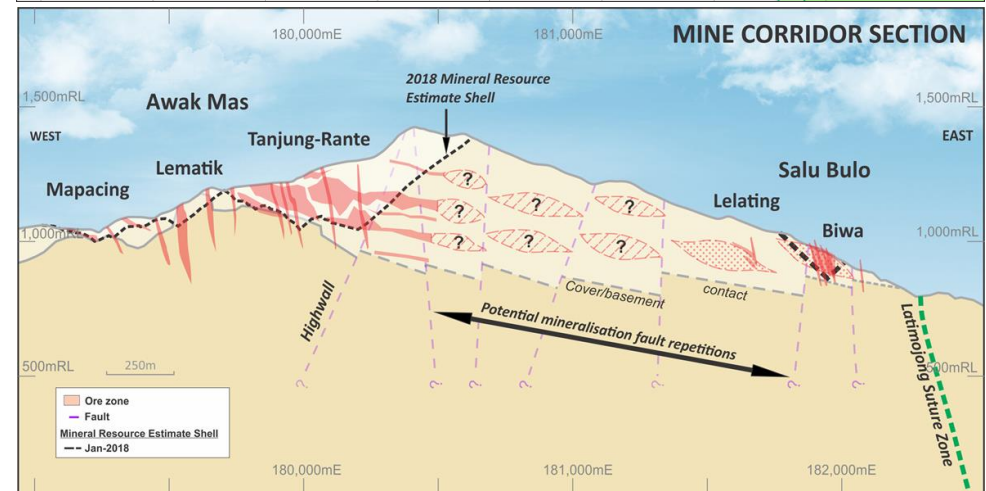 180,000mE
181,000mE
MINE CORRIDOR SECTION
2018 Mineral Resource
Estimate Shell
1,500mRL
1,500mRL
Awak Mas
WEST
EAST
Tanjung-Rante
Lematik
Salu Bulo
Mapacing
Lelating
Biwa
1,000mRL
1,000mRL
?
?
?
?
?
?
?
Cover/basement
contact
Highwall
Potential mineralisation fault repetitions
Latimojong Suture Zone
500mRL
250m
500mRL
?
?
?
?
?
?
?
Ore zone
Fault
Mineral Resource Estimate Shell
Jan-2018
180,000mE
181,000mE
182,000mE